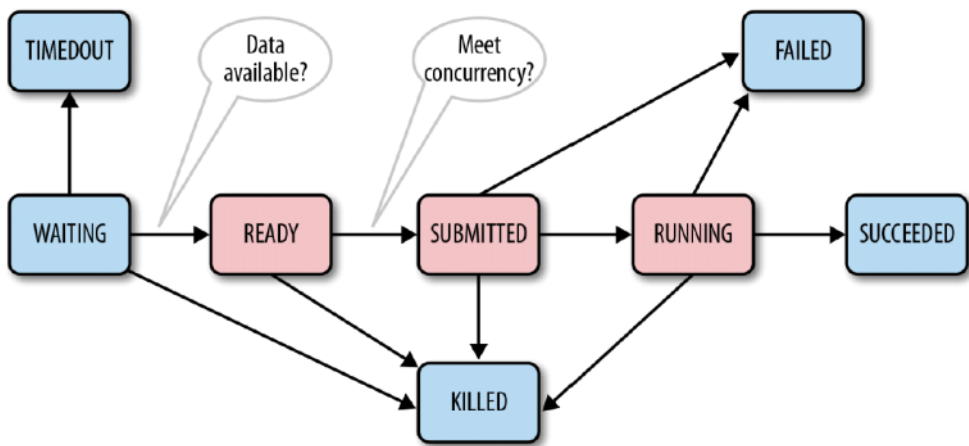 TIMEDOUT
Data
available?
Meet
concurrency?
FAILED
WAITING
READY
SUBMITTED
RUNNING
SUCCEEDED
KILLED